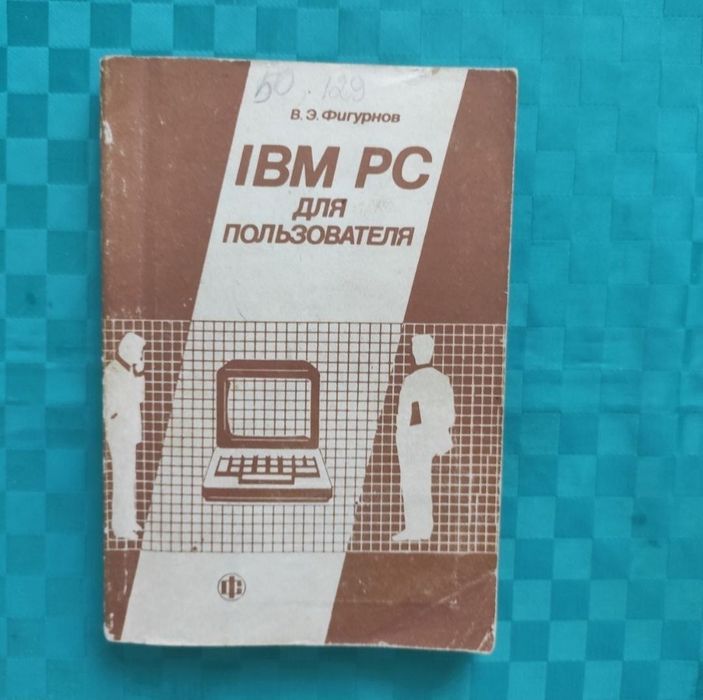 50 129
В. Э. Фигурнов
IBM PC
ДЛЯ
ПОЛЬЗОВАТЕЛЯ